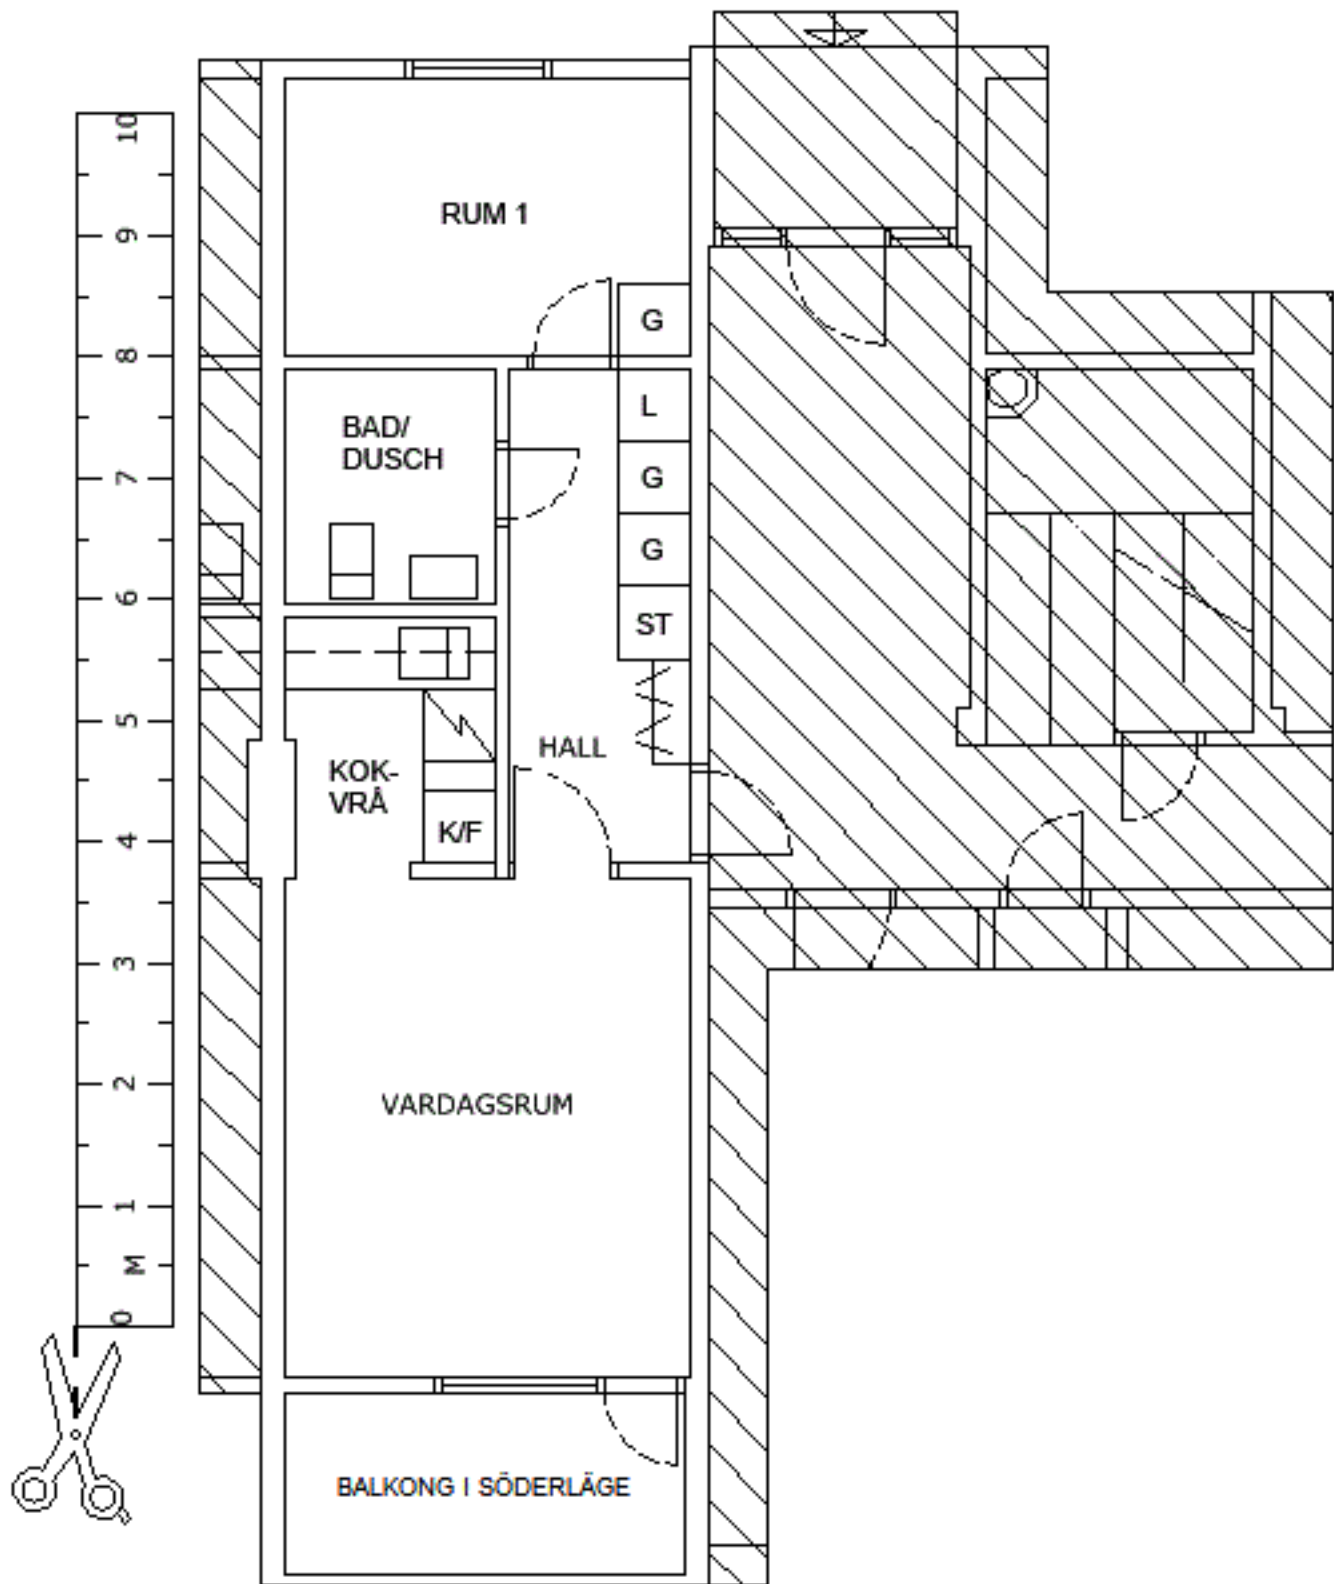 RUM 1
G
BAD/
DUSCH
L
G
G
ST
HALL
KOK-
VRÅ
K/F
VARDAGSRUM
BALKONG I SÖDERLÄGE
10
9
8
7
6
5
4
3
2
1
M
0